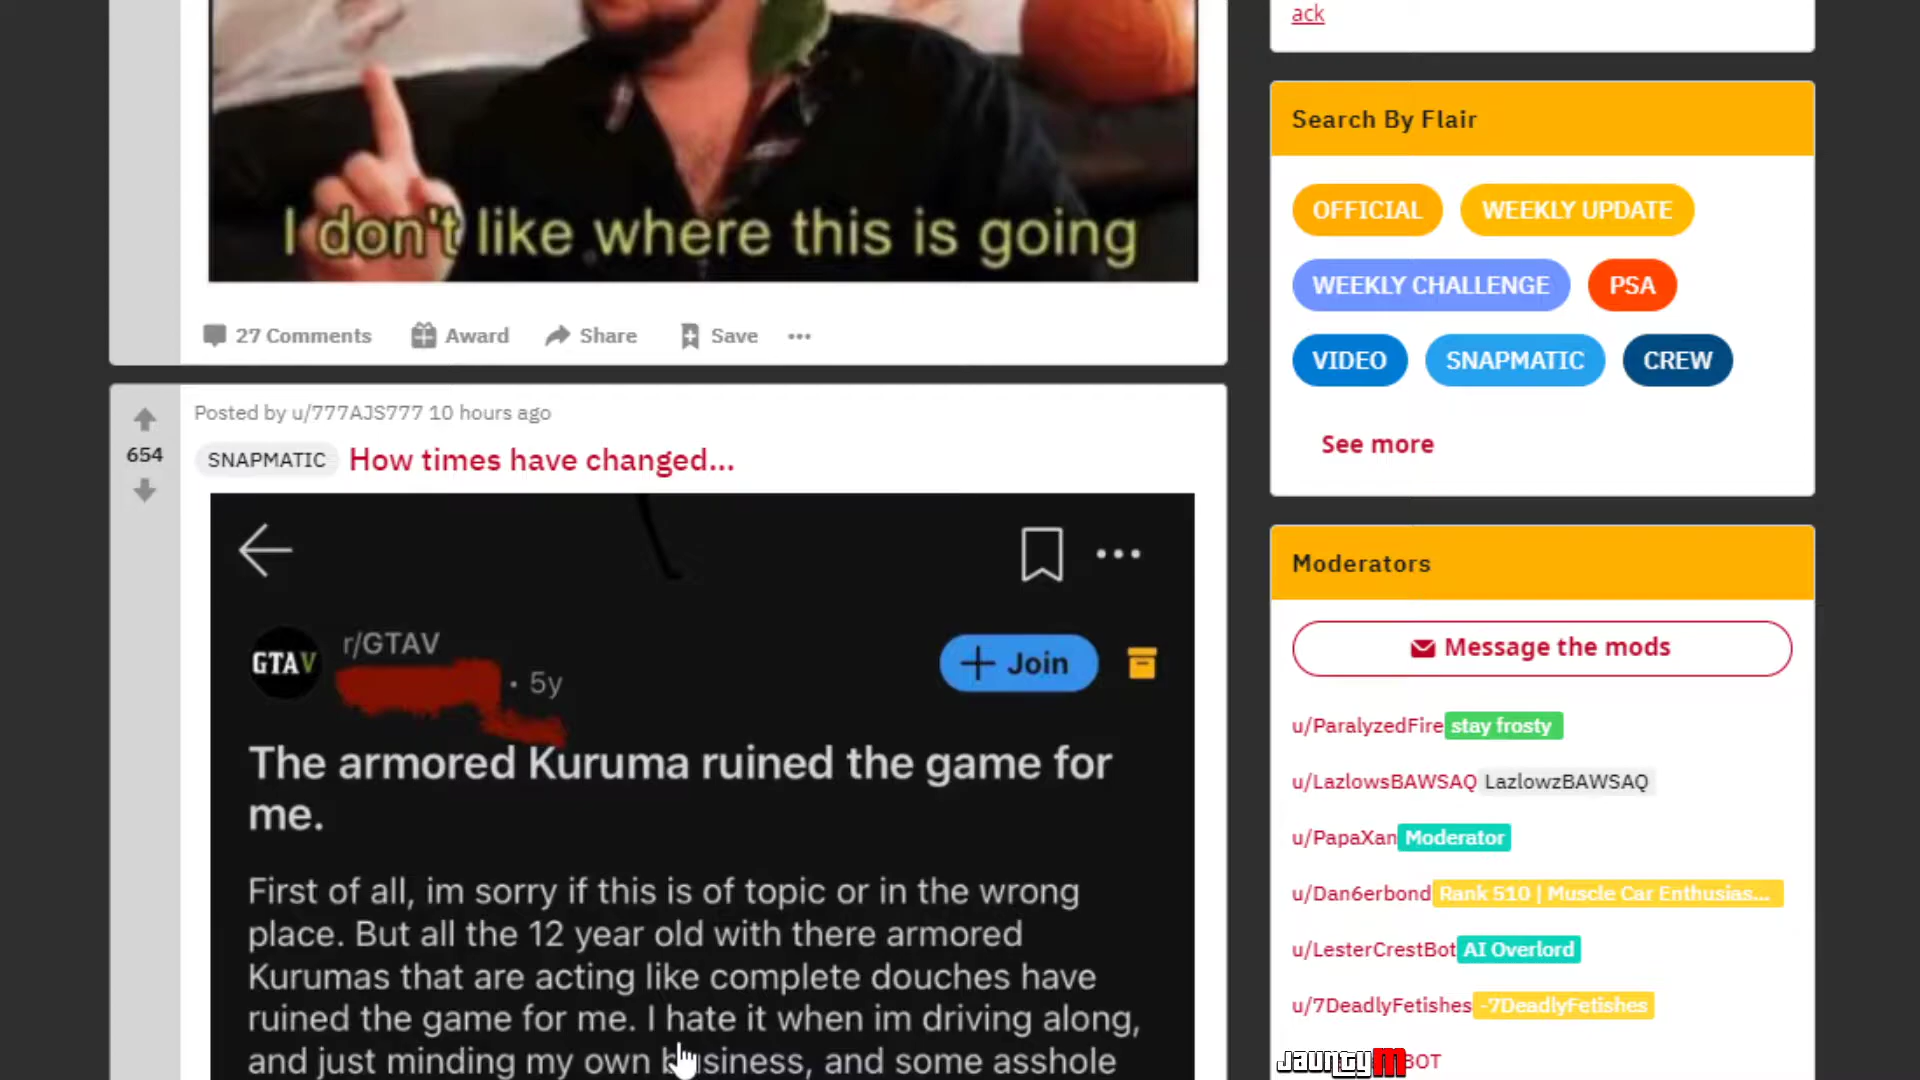 I don't like where this is going
27 Comments Award Share Save
Posted by u/777AJS777 10 hours ago
654
SNAPMATIC How times have changed...
r/GTAV
GTAV
· 5y
+ Join
The armored Kuruma ruined the game for
me.
First of all, im sorry if this is of topic or in the wrong
place. But all the 12 year old with there armored
Kurumas that are acting like complete douches have
ruined the game for me. I hate it when im driving along,
and just minding my own business, and some asshole
ack
Search By Flair
OFFICIAL WEEKLY UPDATE
WEEKLY CHALLENGE PSA
VIDEO SNAPMATIC CREW
See more
Moderators
Message the mods
u/ParalyzedFire stay frosty
u/LazlowsBAWSAQ LazlowzBAWSAQ
u/PapaXan Moderator
u/Dan6erbond Rank 510 | Muscle Car Enthusias...
u/LesterCrestBot AI Overlord
u/7DeadlyFetishes -7DeadlyFetishes
JauntyM BOT